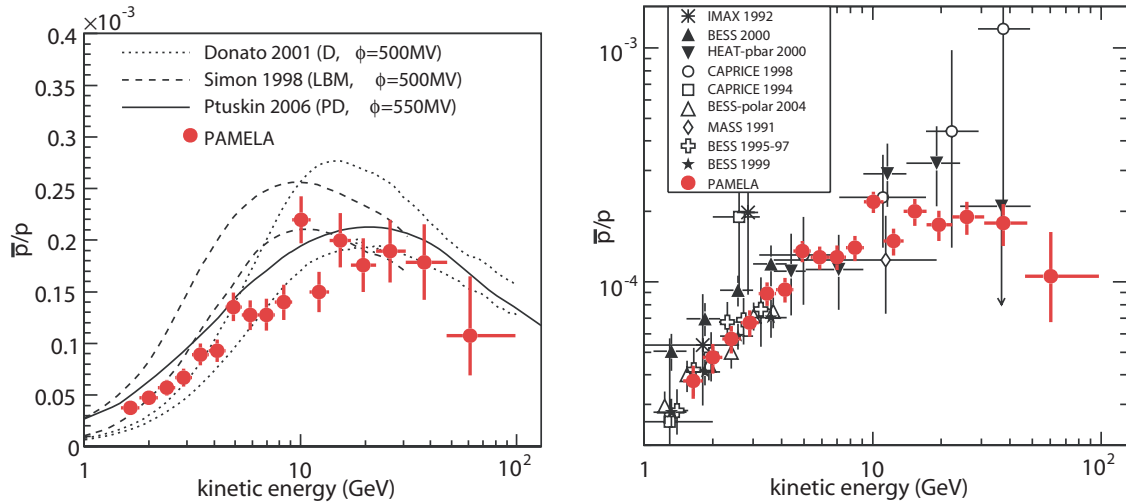 ×10⁻³
0.4
0.35
0.3
0.25
0.2
0.15
0.1
0.05
0
p̅/p
Donato 2001 (D, ϕ=500MV)
Simon 1998 (LBM, ϕ=500MV)
Ptuskin 2006 (PD, ϕ=550MV)
PAMELA
1
10
10²
kinetic energy (GeV)
10⁻³
10⁻⁴
p̅/p
IMAX 1992
BESS 2000
HEAT-pbar 2000
CAPRICE 1998
CAPRICE 1994
BESS-polar 2004
MASS 1991
BESS 1995-97
BESS 1999
PAMELA
1
10
10²
kinetic energy (GeV)